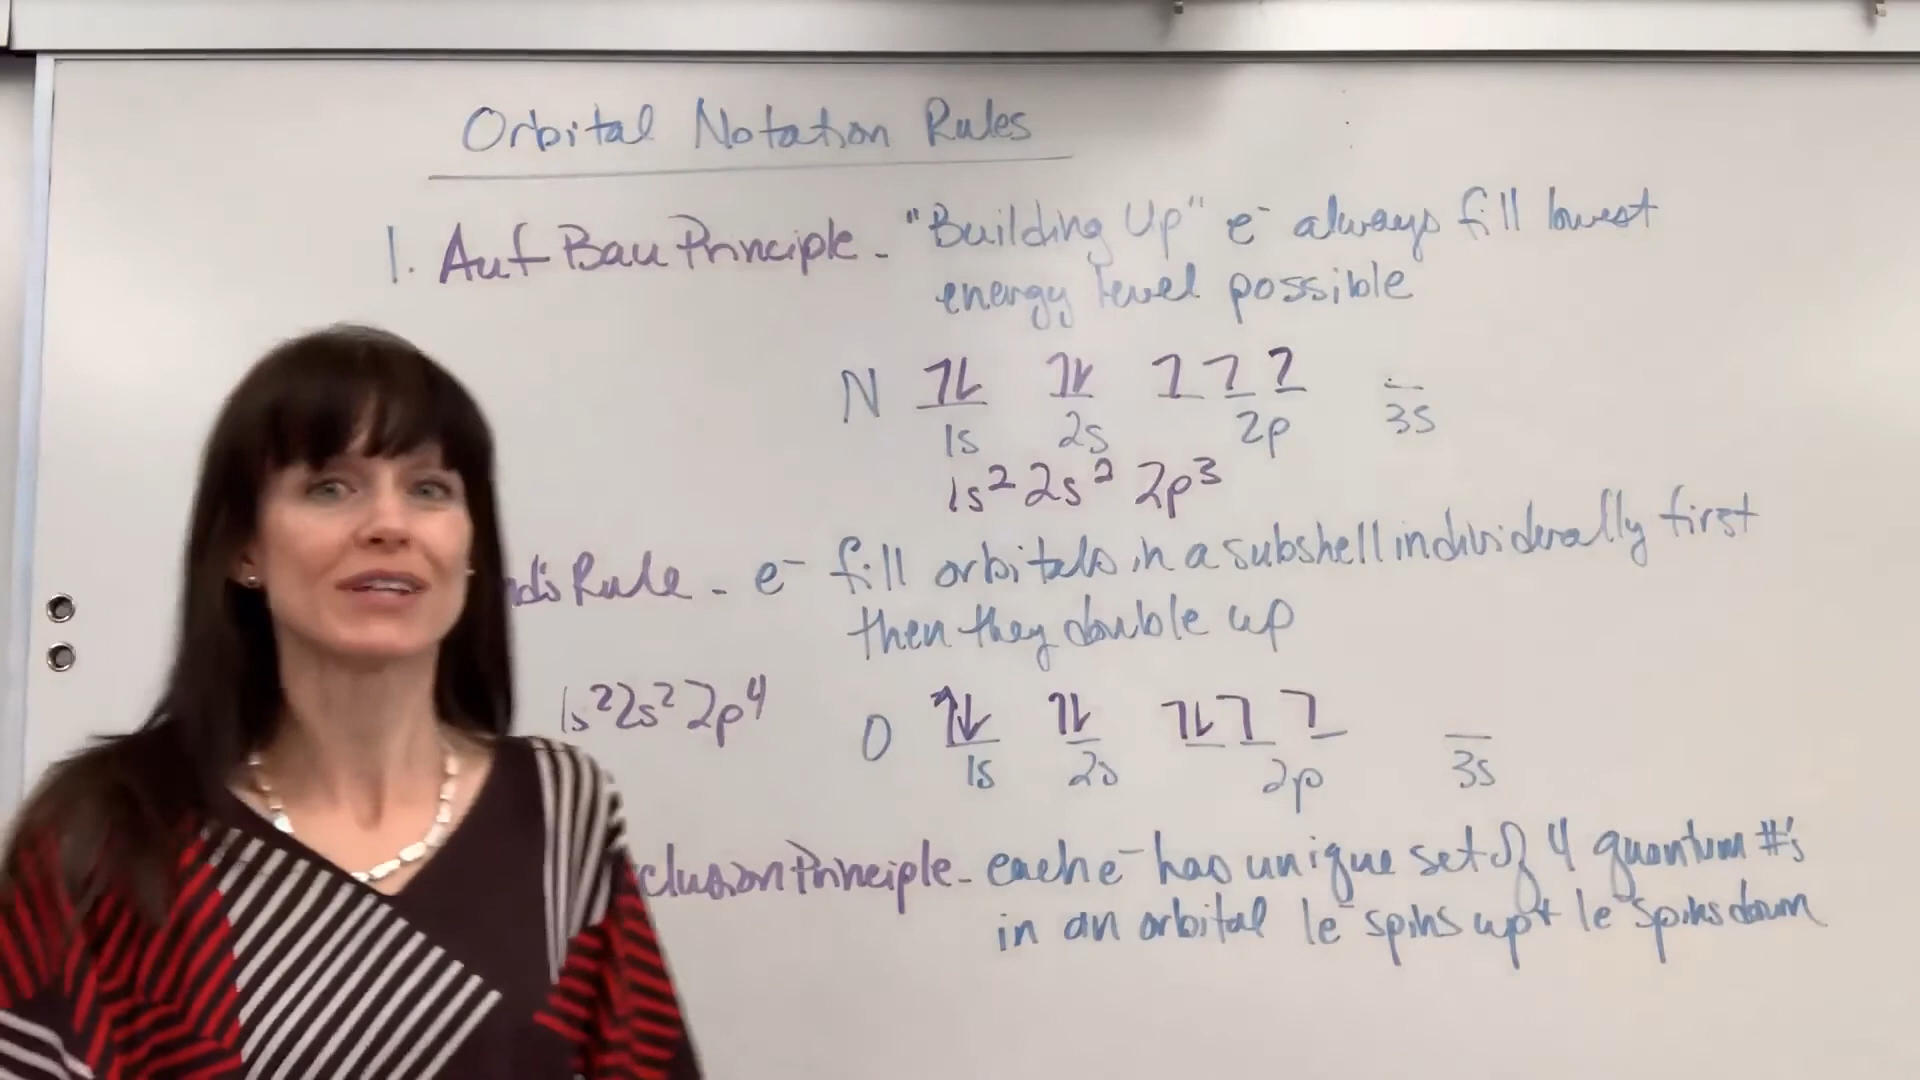 Orbital Notation Rules
1. Auf Bau Principle - "Building Up" e⁻ always fill lowest
energy level possible
N 1s 2s 2p 3s
1s² 2s² 2p³
Rule - e⁻ fill orbitals in a subshell individually first
then they double up
1s² 2s² 2p⁴ O 1s 2s 2p 3s
Principle - each e⁻ has unique set of 4 quantum #'s
in an orbital 1e⁻ spins up + 1e⁻ spins down